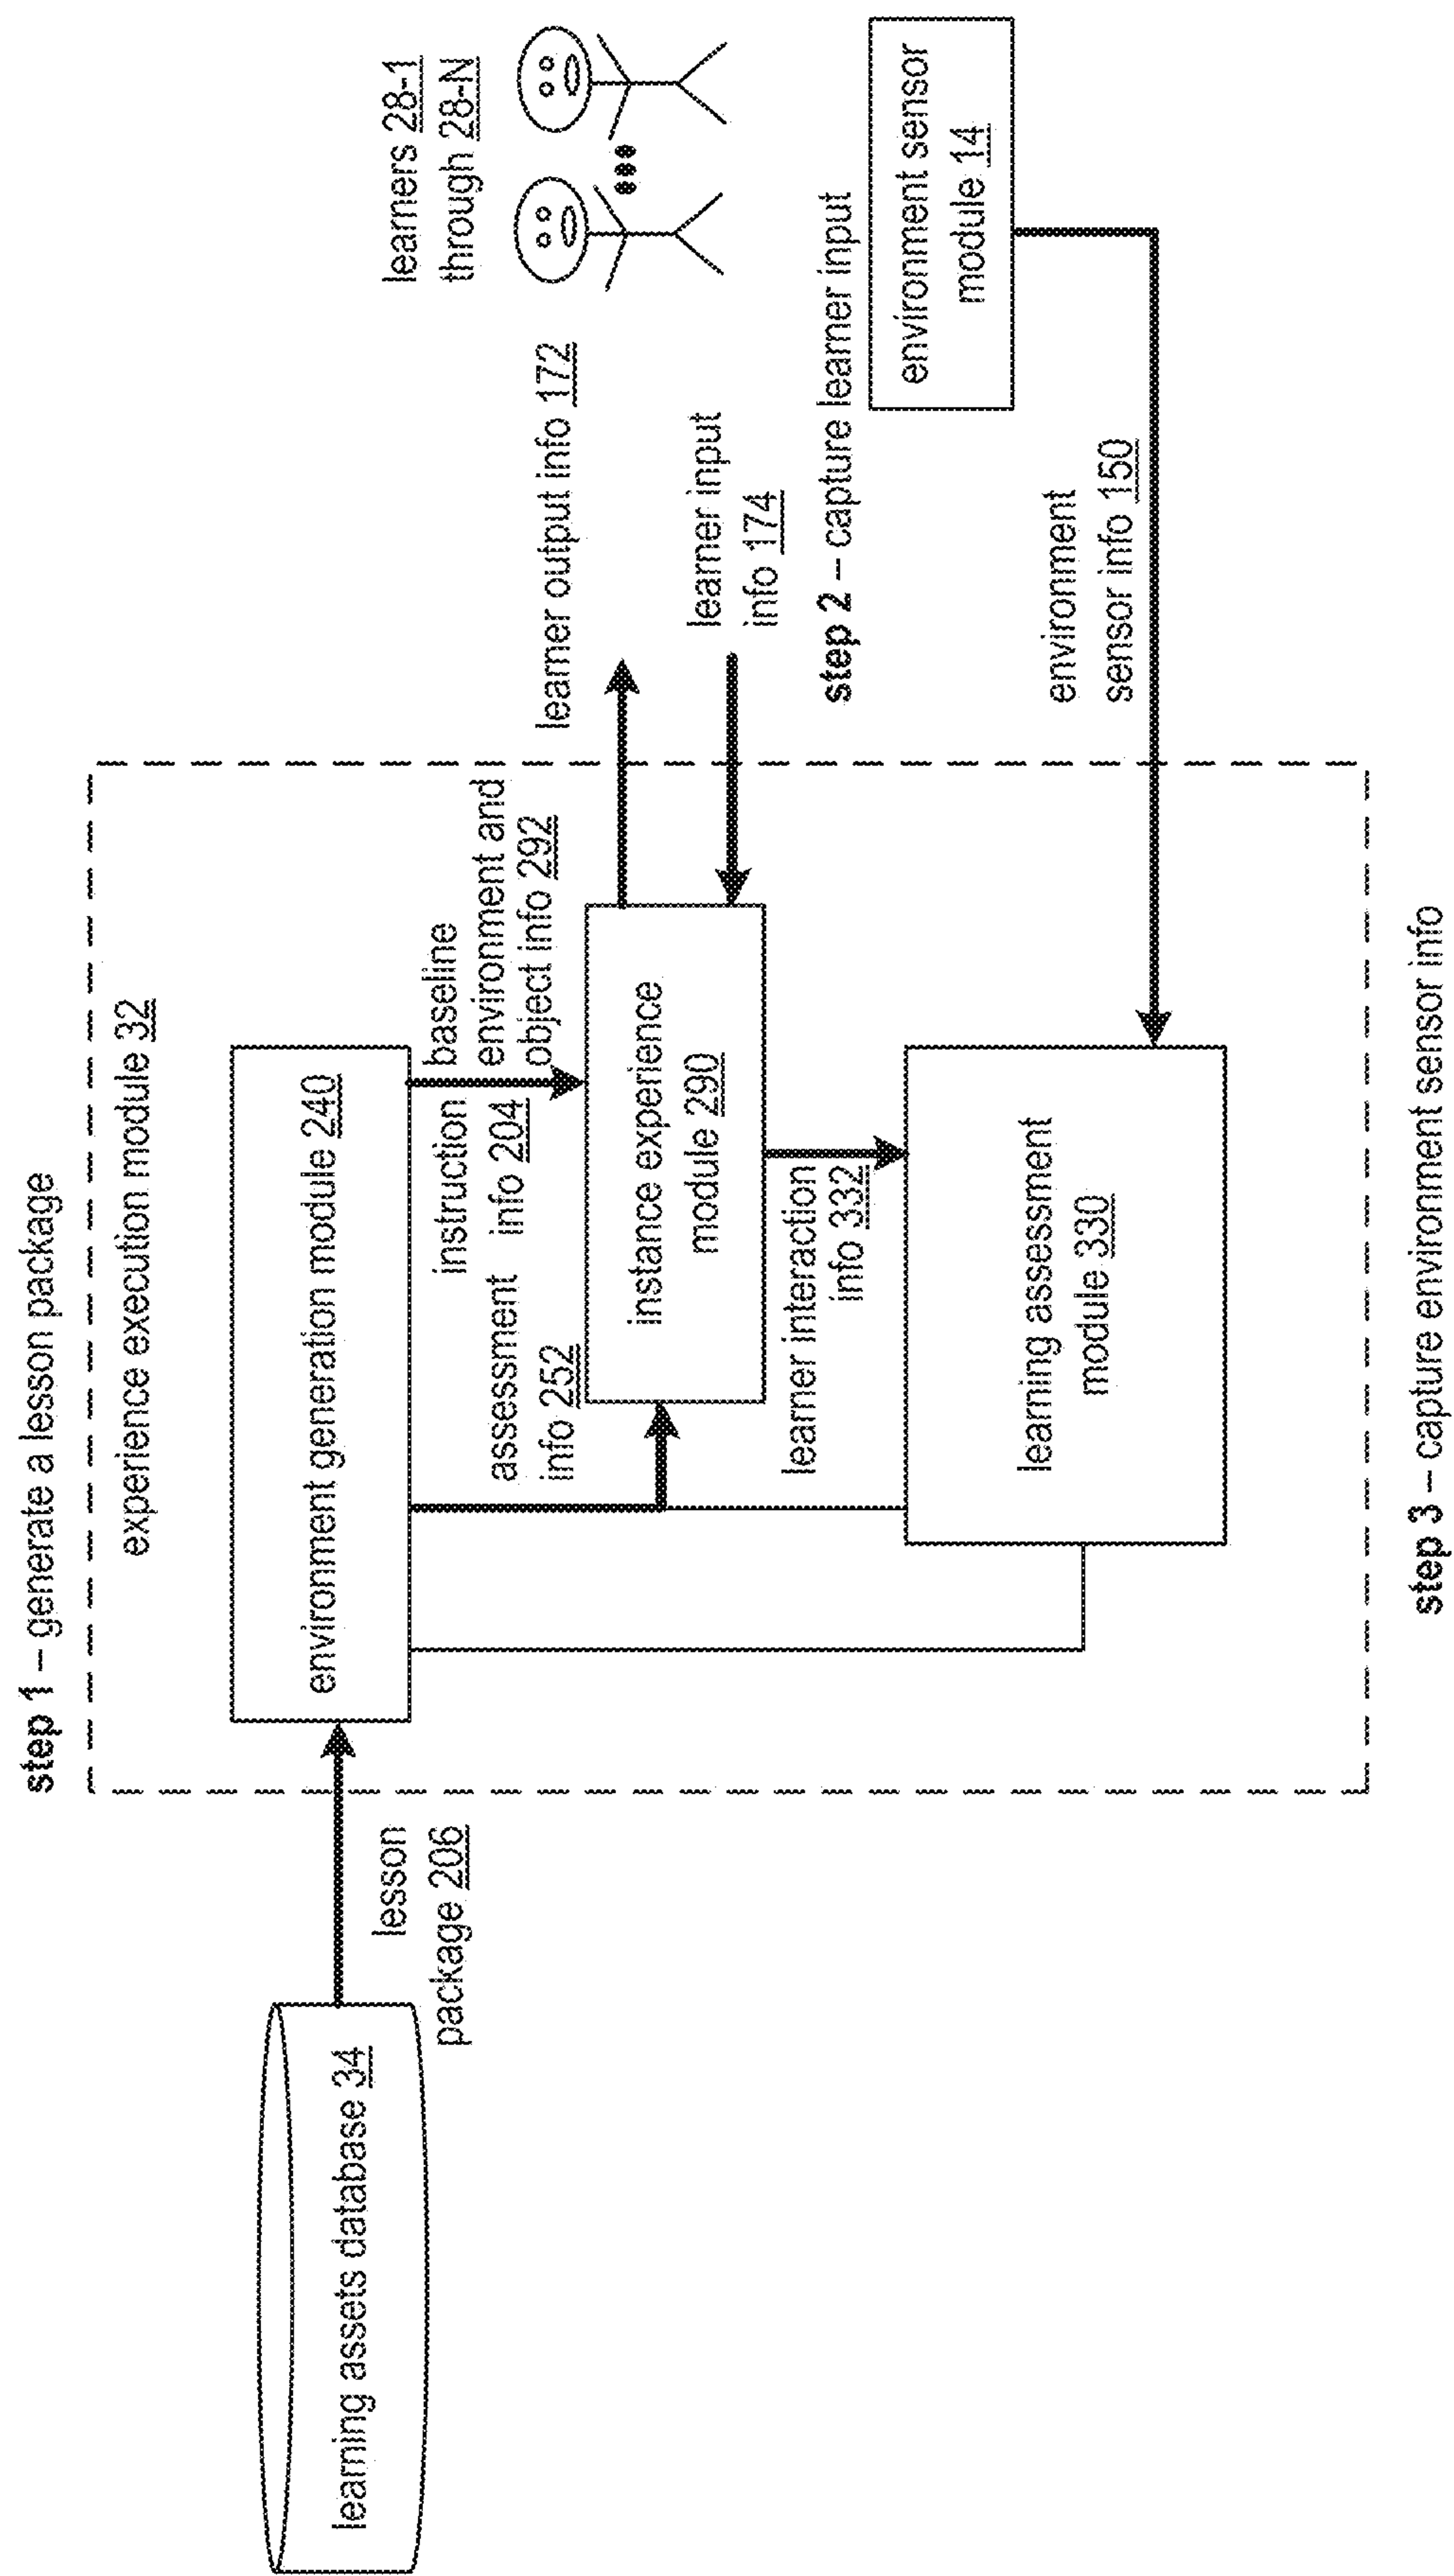 step 1 – generate a lesson package
experience execution module 32
learning assets database 34
lesson
package 206
environment generation module 240
assessment
info 252
instruction
info 204
baseline
environment and
object info 292
instance experience
module 290
learner output info 172
learners 28-1
through 28-N
learner input
info 174
step 2 – capture learner input
learner interaction
info 332
learning assessment
module 330
environment
sensor info 150
environment sensor
module 14
step 3 – capture environment sensor info